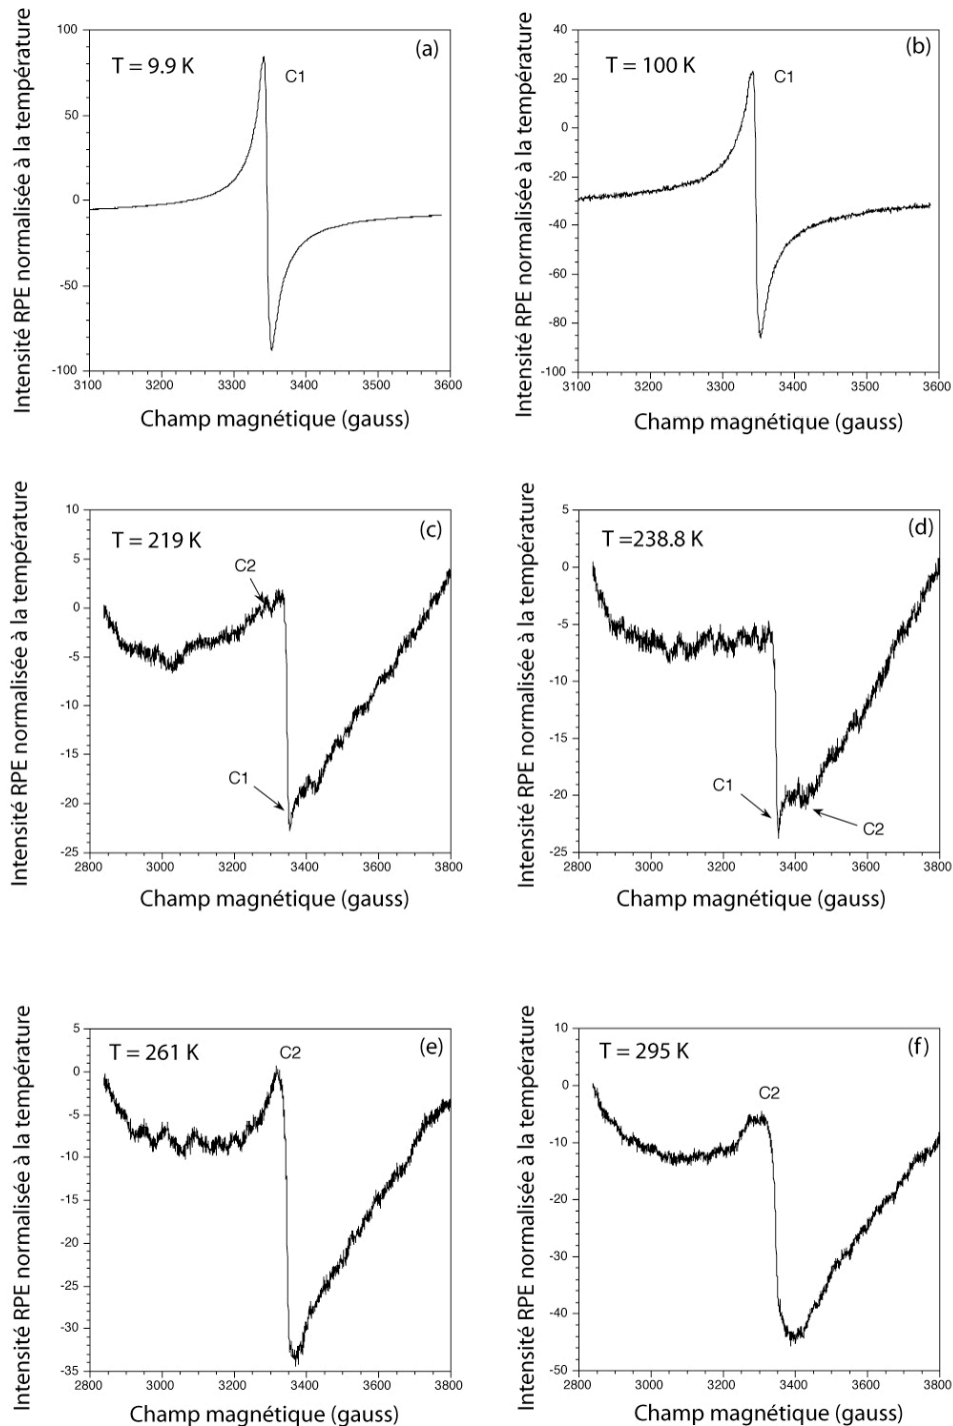 Intensité RPE normalisée à la température
100
50
0
-50
-100
T = 9.9 K
(a)
C1
3100 3200 3300 3400 3500 3600
Champ magnétique (gauss)
Intensité RPE normalisée à la température
40
20
0
-20
-40
-60
-80
-100
T = 100 K
(b)
C1
3100 3200 3300 3400 3500 3600
Champ magnétique (gauss)
Intensité RPE normalisée à la température
10
5
0
-5
-10
-15
-20
-25
T = 219 K
(c)
C2
C1
2800 3000 3200 3400 3600 3800
Champ magnétique (gauss)
Intensité RPE normalisée à la température
5
0
-5
-10
-15
-20
-25
T =238.8 K
(d)
C1
C2
2800 3000 3200 3400 3600 3800
Champ magnétique (gauss)
Intensité RPE normalisée à la température
5
0
-5
-10
-15
-20
-25
-30
-35
T = 261 K
(e)
C2
2800 3000 3200 3400 3600 3800
Champ magnétique (gauss)
Intensité RPE normalisée à la température
10
0
-10
-20
-30
-40
-50
T = 295 K
(f)
C2
2800 3000 3200 3400 3600 3800
Champ magnétique (gauss)